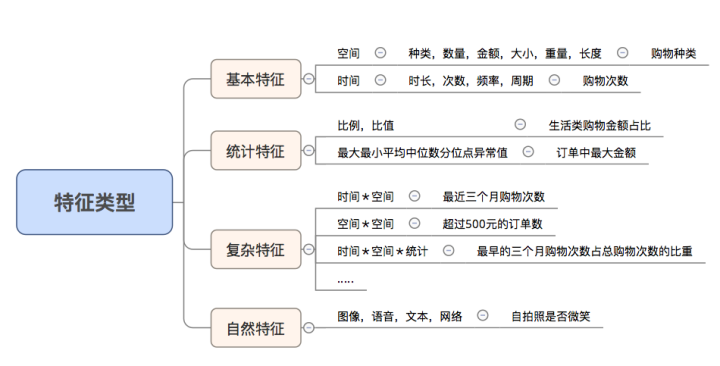 特征类型
基本特征
空间 种类，数量，金额，大小，重量，长度 购物种类
时间 时长，次数，频率，周期 购物次数
统计特征
比例，比值 生活类购物金额占比
最大最小平均中位数分位点异常值 订单中最大金额
复杂特征
时间*空间 最近三个月购物次数
空间*空间 超过500元的订单数
时间*空间*统计 最早的三个月购物次数占总购物次数的比重
.....
自然特征
图像，语音，文本，网络 自拍照是否微笑